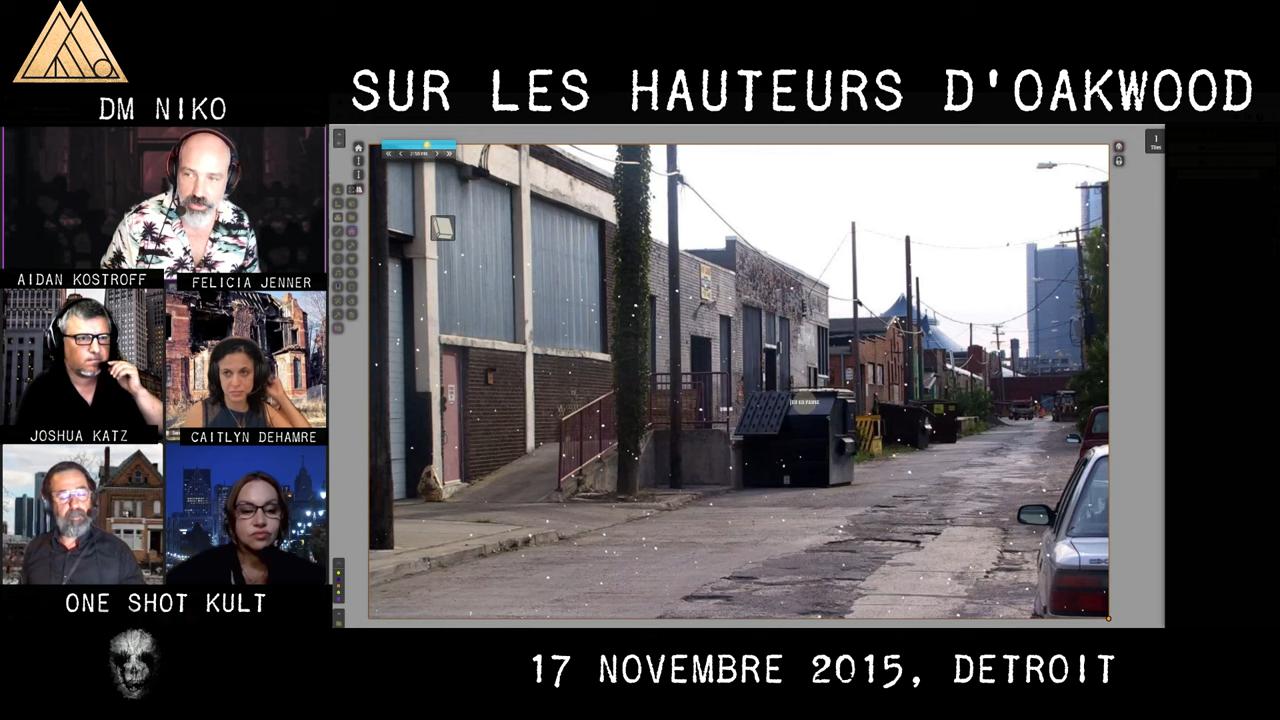 SUR LES HAUTEURS D'OAKWOOD
DM NIKO
AIDAN KOSTROFF
FELICIA JENNER
JOSHUA KATZ
CAITLYN DEHAMRE
ONE SHOT KULT
17 NOVEMBRE 2015, DETROIT